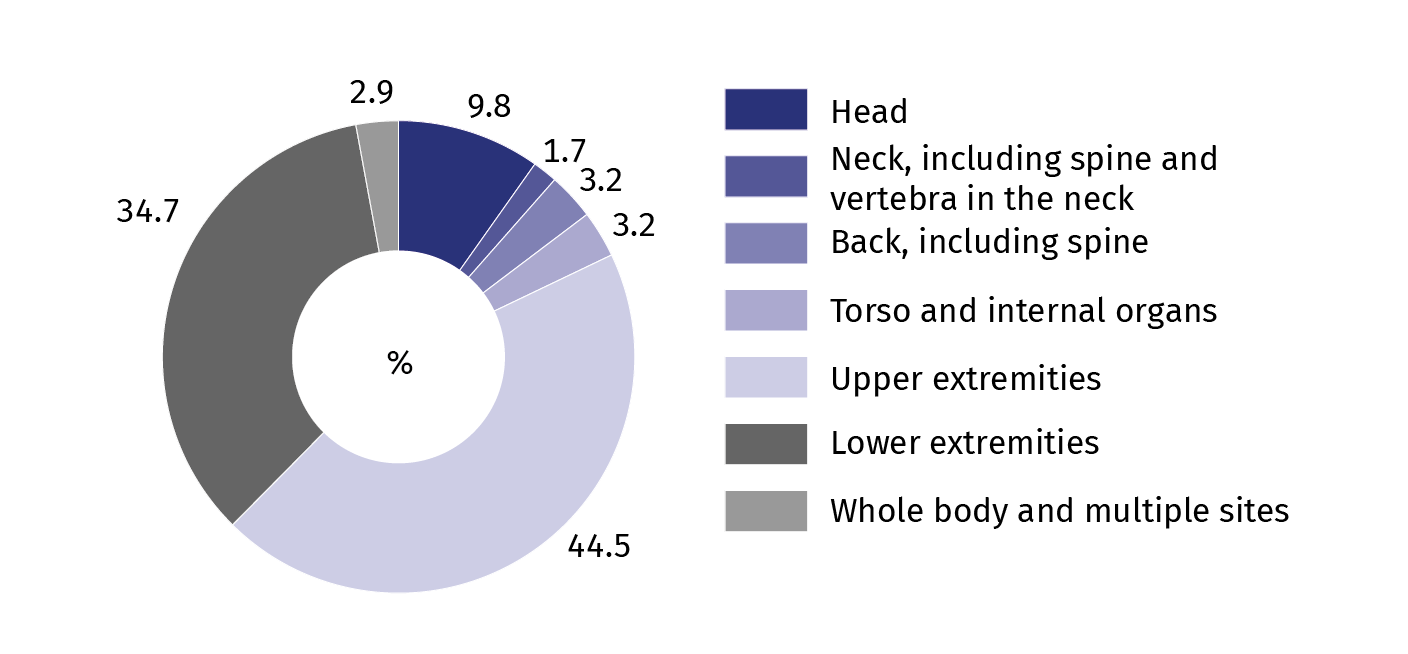 2.9
9.8
1.7
3.2
3.2
34.7
%
44.5
Head
Neck, including spine and
vertebra in the neck
Back, including spine
Torso and internal organs
Upper extremities
Lower extremities
Whole body and multiple sites